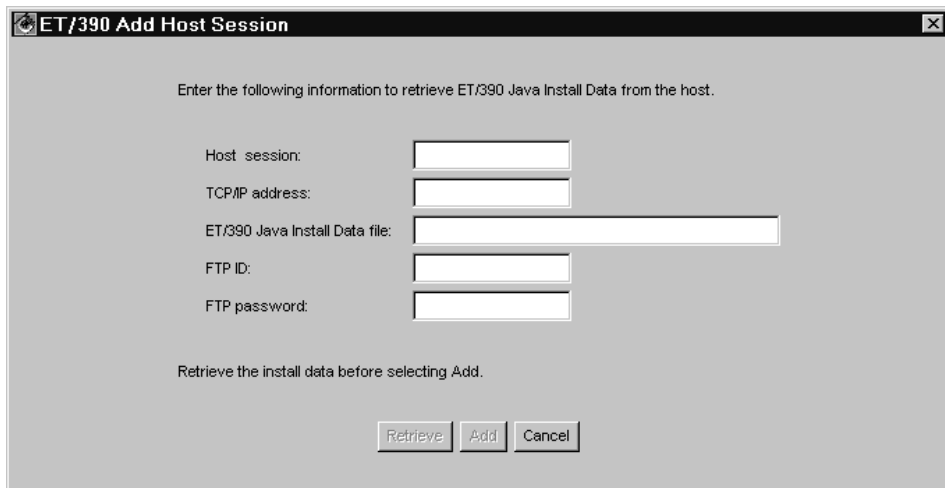 ET/390 Add Host Session
Enter the following information to retrieve ET/390 Java Install Data from the host.
Host session:
TCP/IP address:
ET/390 Java Install Data file:
FTP ID:
FTP password:
Retrieve the install data before selecting Add.
Retrieve Add Cancel